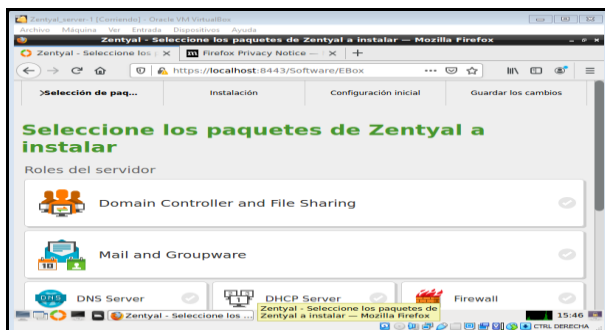 Zentyal_server-1 [Corriendo] - Oracle VM VirtualBox
Archivo Máquina Ver Entrada Dispositivos Ayuda
Zentyal - Seleccione los paquetes de Zentyal a instalar — Mozilla Firefox
Zentyal - Seleccione los p Firefox Privacy Notice —
https://localhost:8443/Software/EBox
Selección de paq... Instalación Configuración inicial Guardar los cambios
Seleccione los paquetes de Zentyal a
instalar
Roles del servidor
Domain Controller and File Sharing
Mail and Groupware
DNS Server DHCP Server Firewall
Zentyal - Seleccione los paquetes de
Zentyal a instalar — Mozilla Firefox
Zentyal - Seleccione los ... 15:46
CTRL DERECHA